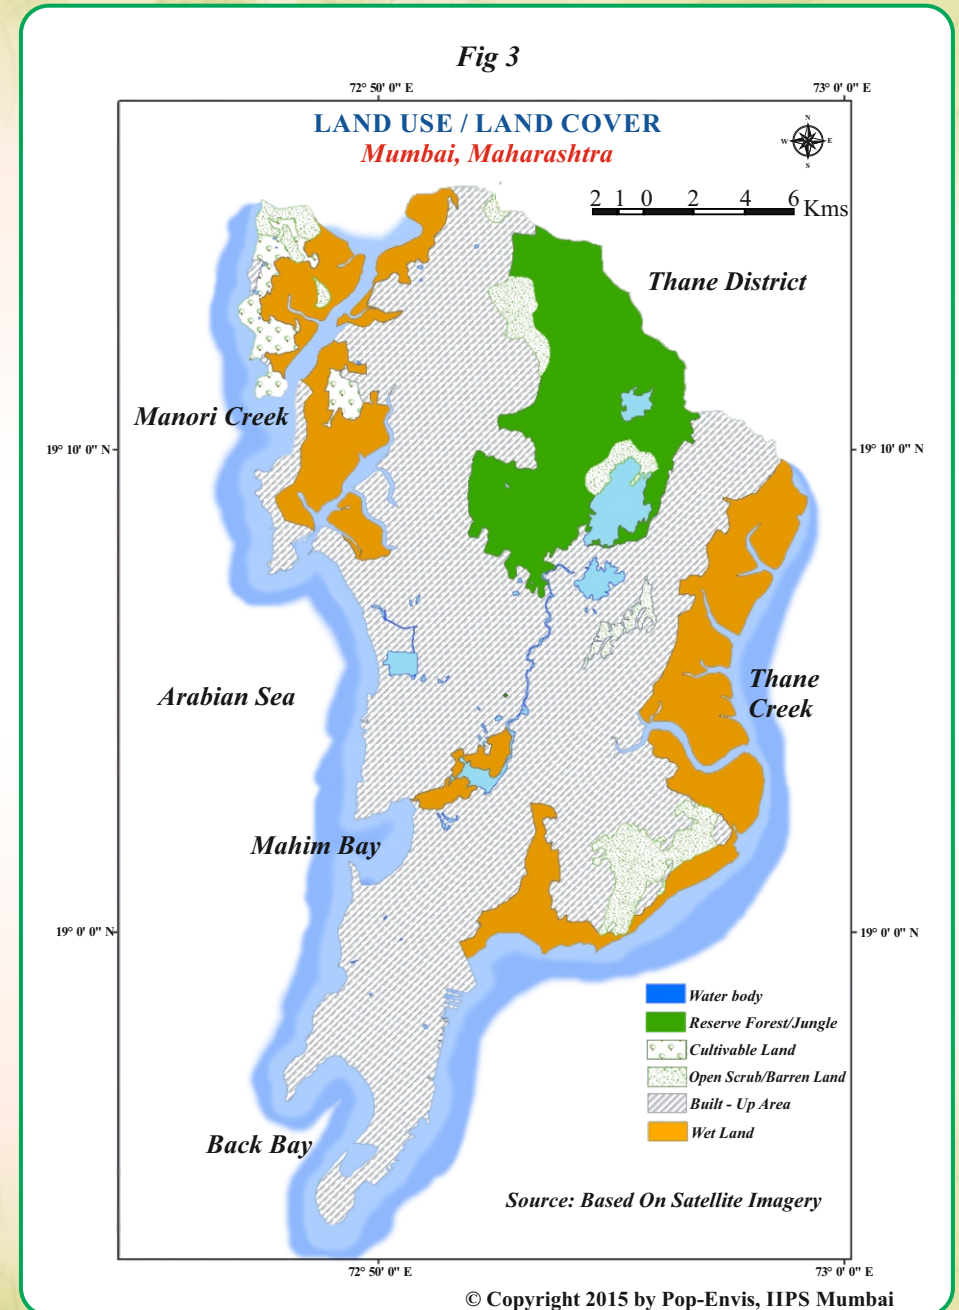 Fig 3
72° 50' 0" E
73° 0' 0" E
LAND USE / LAND COVER
Mumbai, Maharashtra
N
W
E
S
2 1 0 2 4 6 Kms
Thane District
Manori Creek
19° 10' 0" N
19° 10' 0" N
Arabian Sea
Thane
Creek
Mahim Bay
19° 0' 0" N
19° 0' 0" N
Water body
Reserve Forest/Jungle
Cultivable Land
Open Scrub/Barren Land
Built - Up Area
Wet Land
Back Bay
Source: Based On Satellite Imagery
72° 50' 0" E
73° 0' 0" E
© Copyright 2015 by Pop-Envis, IIPS Mumbai